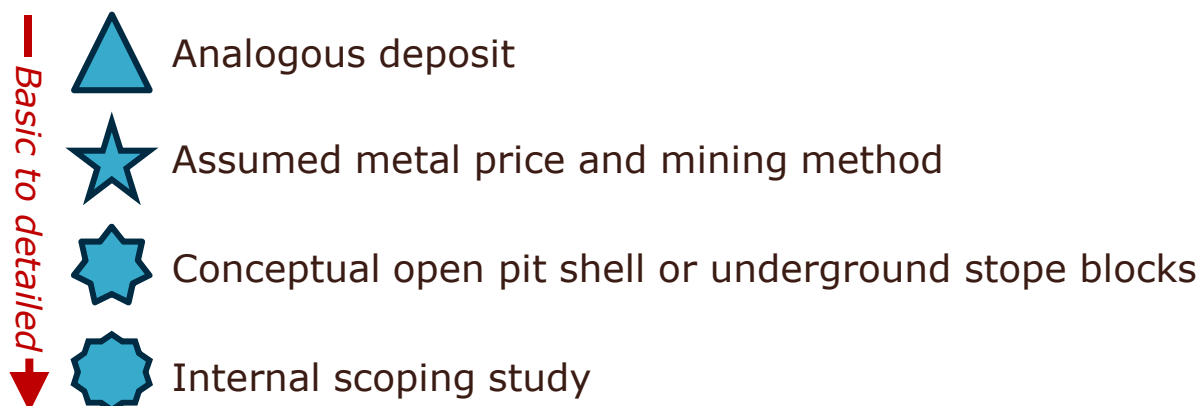 Basic to detailed
Analogous deposit
Assumed metal price and mining method
Conceptual open pit shell or underground stope blocks
Internal scoping study